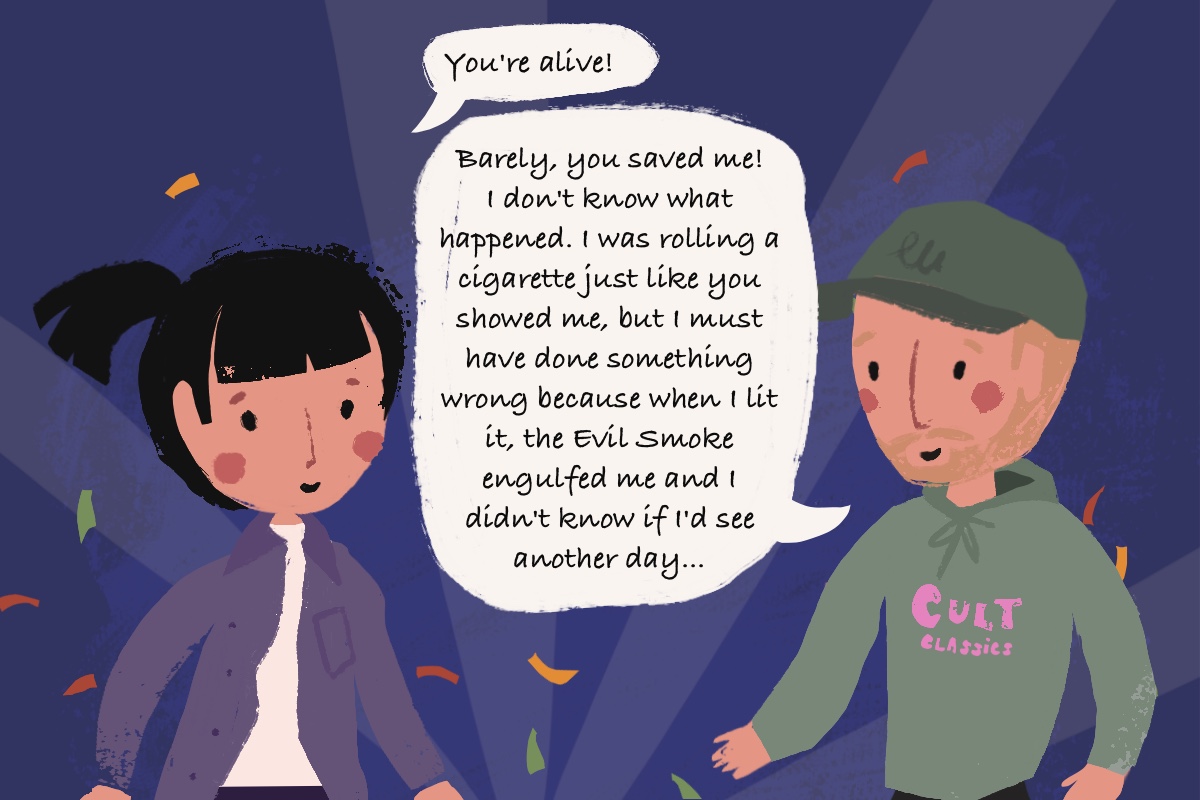 You're alive!
Barely, you saved me!
I don't know what
happened. I was rolling a
cigarette just like you
showed me, but I must
have done something
wrong because when I lit
it, the Evil Smoke
engulfed me and I
didn't know if I'd see
another day...
eu
CULT
CLASSiCS